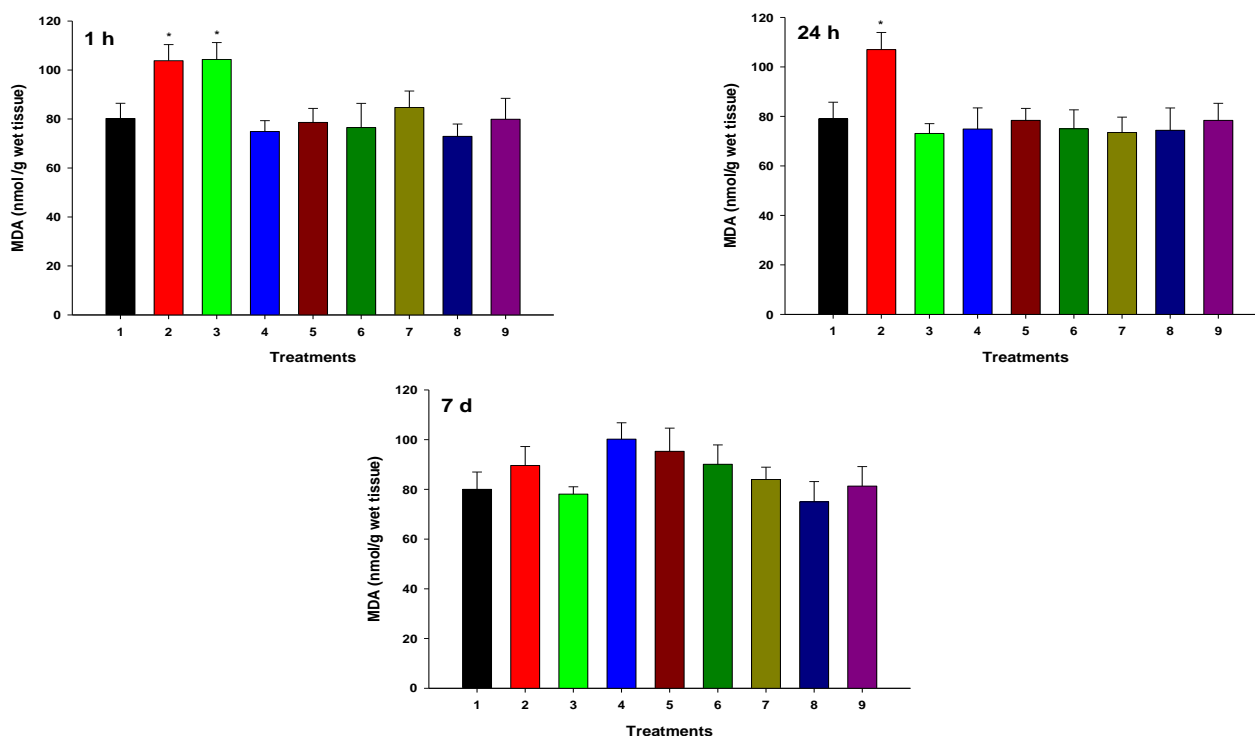 1 h
MDA (nmol /g wet tissue)
120
100
80
60
40
20
0
* *
1 2 3 4 5 6 7 8 9
Treatments
24 h
MDA (nmol/g wet tissue)
120
100
80
60
40
20
0
*
1 2 3 4 5 6 7 8 9
Treatments
7 d
MDA (nmol/g wet tissue)
120
100
80
60
40
20
0
1 2 3 4 5 6 7 8 9
Treatments